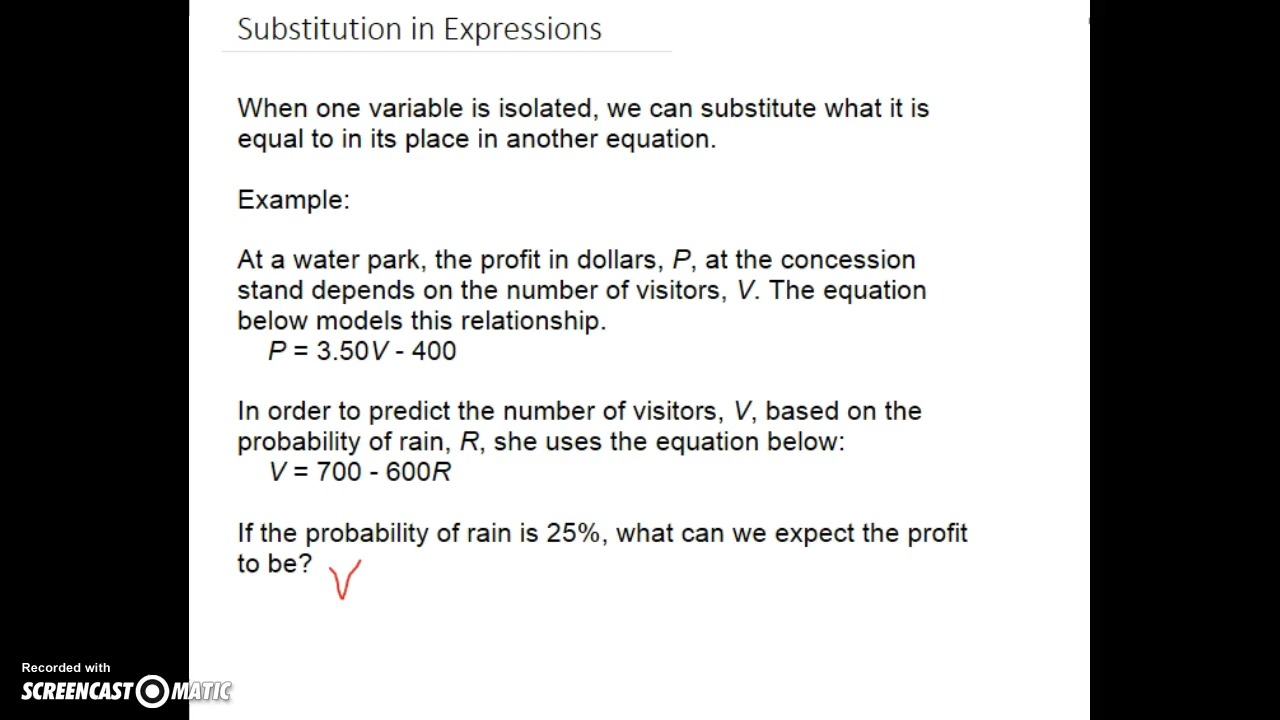 Substitution in Expressions
When one variable is isolated, we can substitute what it is
equal to in its place in another equation.
Example:
At a water park, the profit in dollars, P, at the concession
stand depends on the number of visitors, V. The equation
below models this relationship.
P = 3.50V - 400
In order to predict the number of visitors, V, based on the
probability of rain, R, she uses the equation below:
V = 700 - 600R
If the probability of rain is 25%, what can we expect the profit
to be?
V
Recorded with
SCREENCAST MATIC